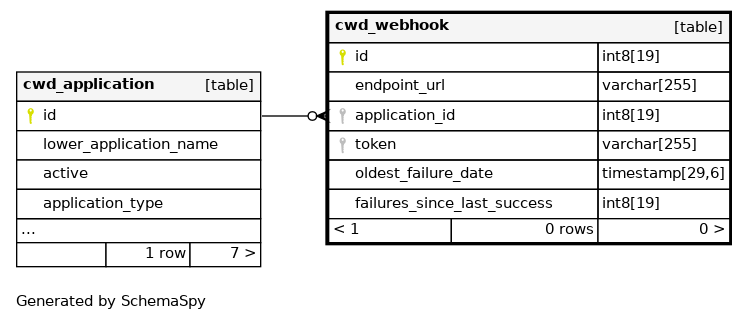 cwd_application [table]
id
lower_application_name
active
application_type
...
1 row 7 >
cwd_webhook [table]
id int8[19]
endpoint_url varchar[255]
application_id int8[19]
token varchar[255]
oldest_failure_date timestamp[29,6]
failures_since_last_success int8[19]
< 1 0 rows 0 >
Generated by SchemaSpy